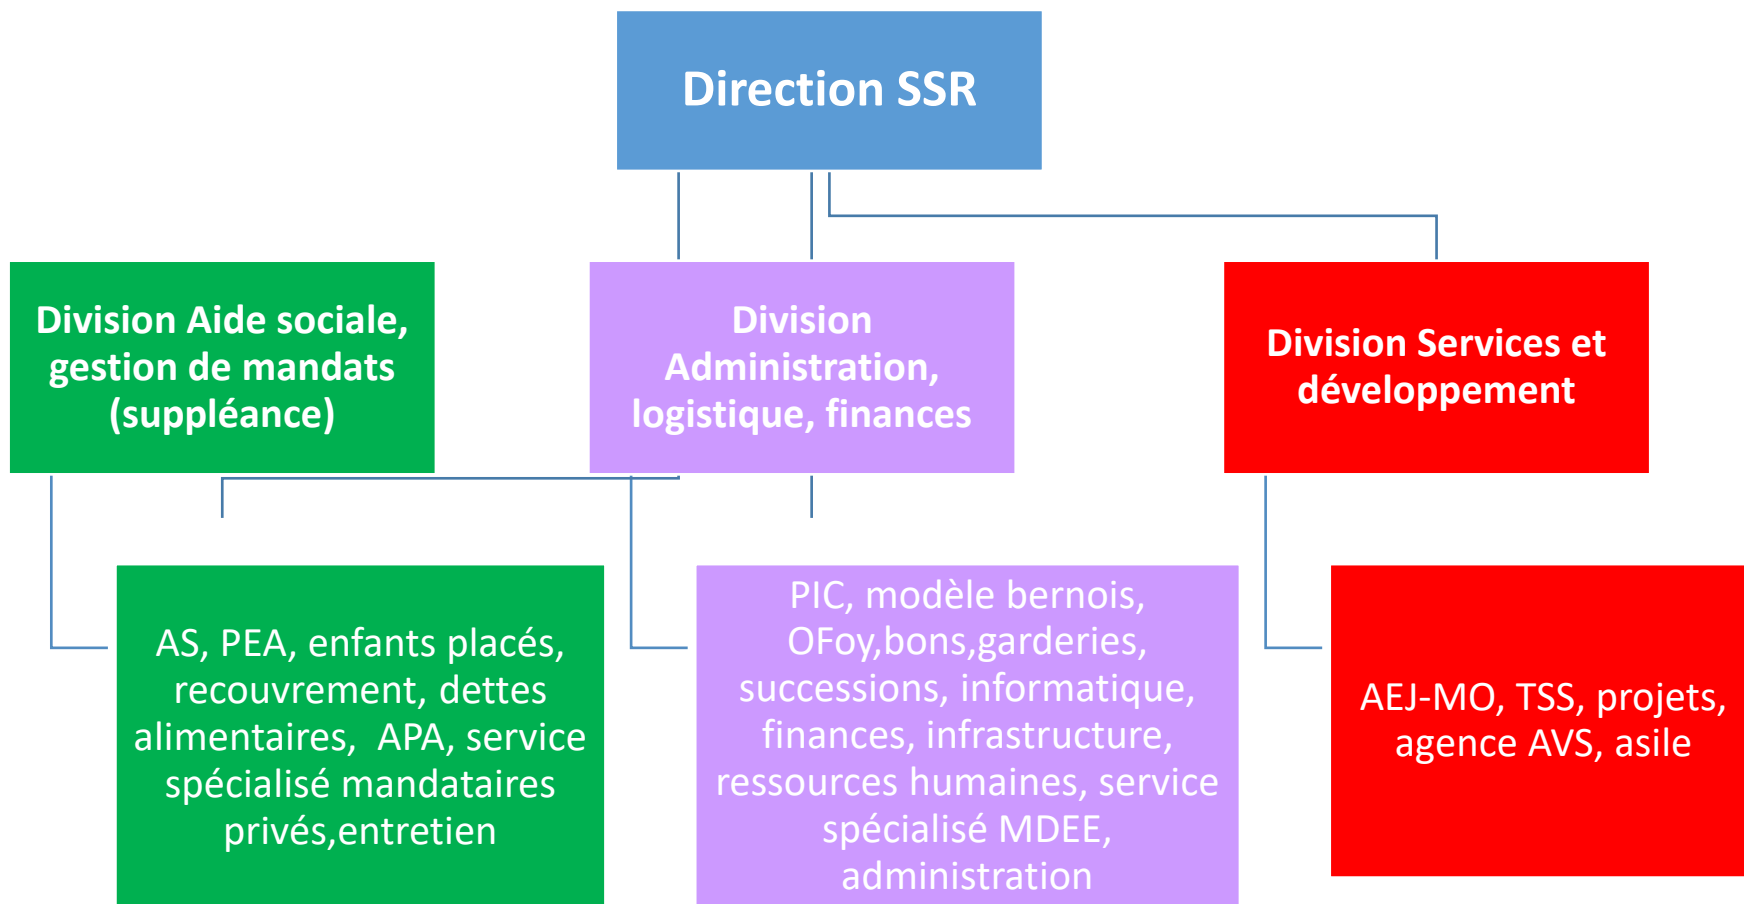 Direction SSR
Division Aide sociale,
gestion de mandats
(suppléance)
Division
Administration,
logistique, finances
Division Services et
développement
AS, PEA, enfants placés,
recouvrement, dettes
alimentaires,  APA, service
spécialisé mandataires
privés,entretien
PIC, modèle bernois,
OFoy,bons,garderies,
successions, informatique,
finances, infrastructure,
ressources humaines, service
spécialisé MDEE,
administration
AEJ-MO, TSS, projets,
agence AVS, asile